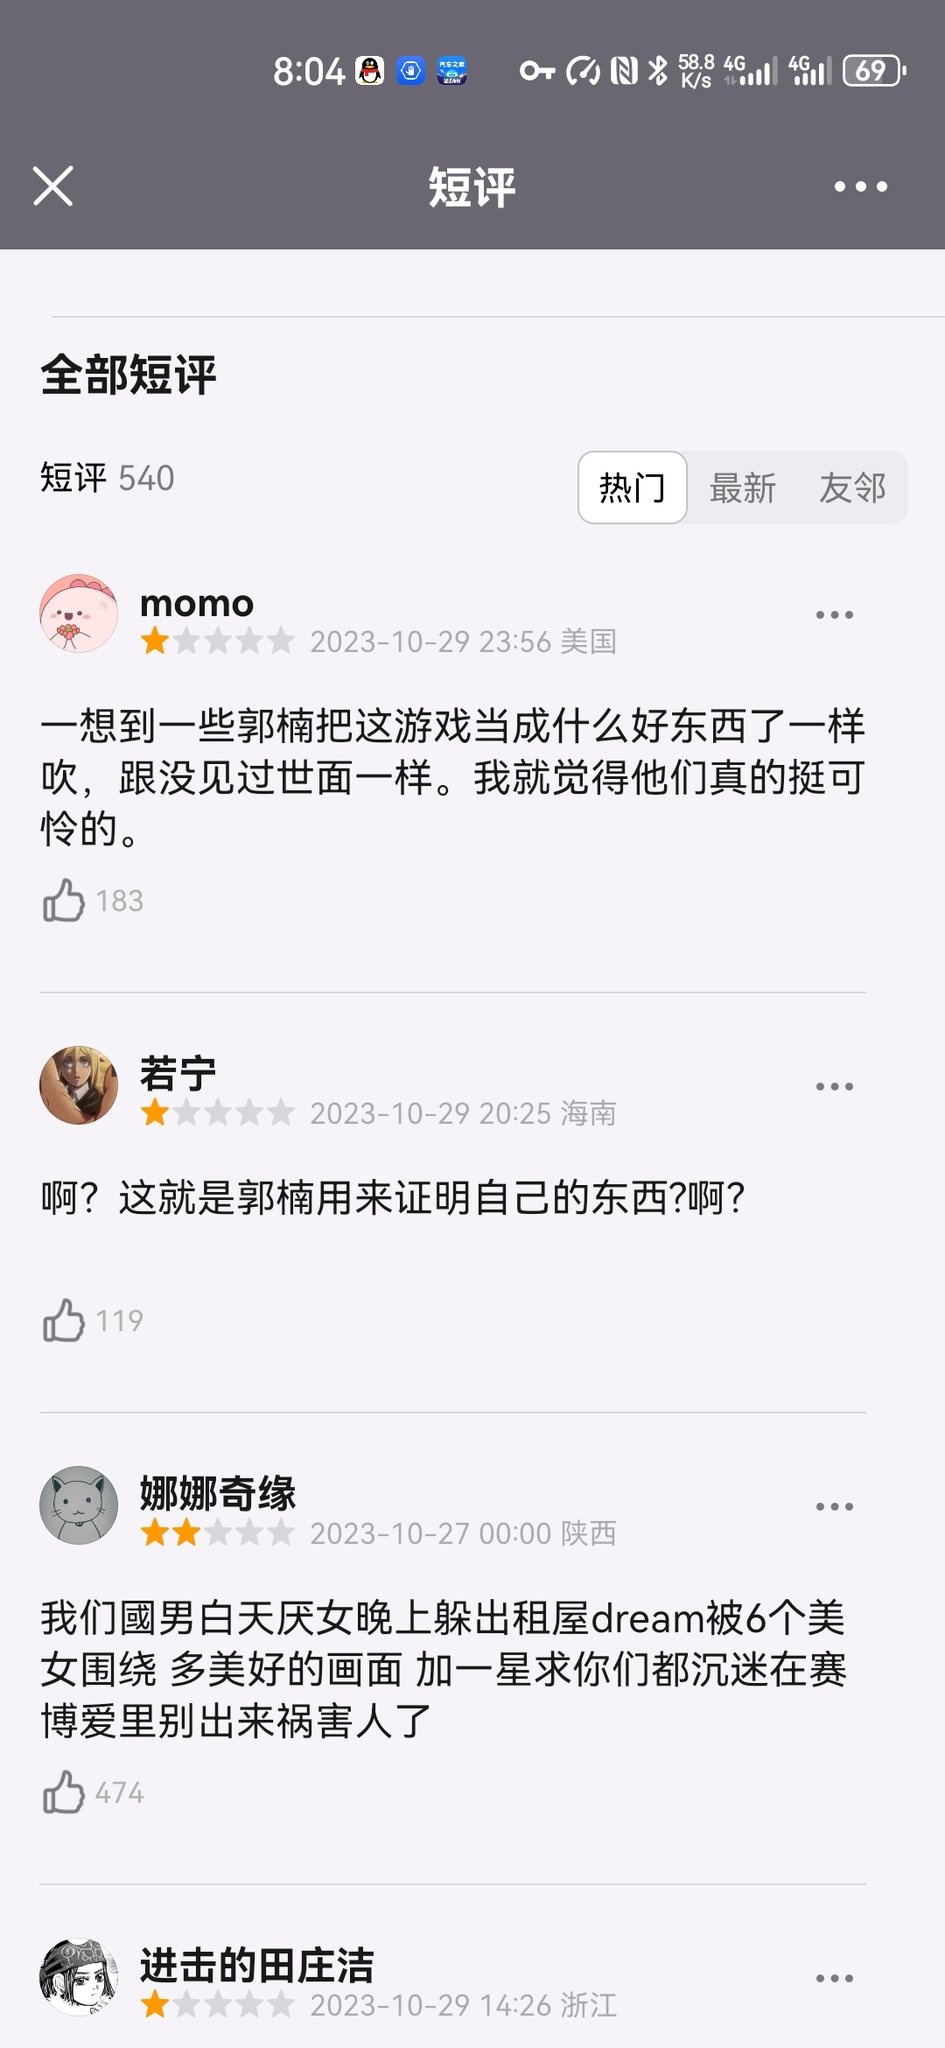 8:04
汽车之家
58.8
K/s
4G
4G
69
短评
全部短评
短评 540
热门
最新
友邻
momo
2023-10-29 23:56 美国
一想到一些郭楠把这游戏当成什么好东西了一样
吹，跟没见过世面一样。我就觉得他们真的挺可
怜的。
183
若宁
2023-10-29 20:25 海南
啊？这就是郭楠用来证明自己的东西?啊?
119
娜娜奇缘
2023-10-27 00:00 陕西
我们國男白天厌女晚上躲出租屋dream被6个美
女围绕 多美好的画面 加一星求你们都沉迷在赛
博爱里别出来祸害人了
474
进击的田庄洁
2023-10-29 14:26 浙江